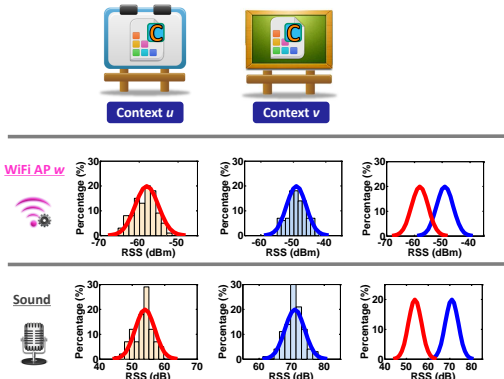 C
C
Context u
Context v
WiFi AP w
Percentage (%)
30
20
10
0
-70
-60
-50
RSS (dBm)
Percentage (%)
30
20
10
0
-60
-50
-40
RSS (dBm)
Percentage (%)
30
20
10
0
-60
-50
-40
RSS (dBm)
Sound
Percentage (%)
30
20
10
0
40
50
60
70
RSS (dB)
Percentage (%)
30
20
10
0
60
70
80
RSS (dB)
Percentage (%)
30
20
10
0
40
50
60
70
80
RSS (dB)